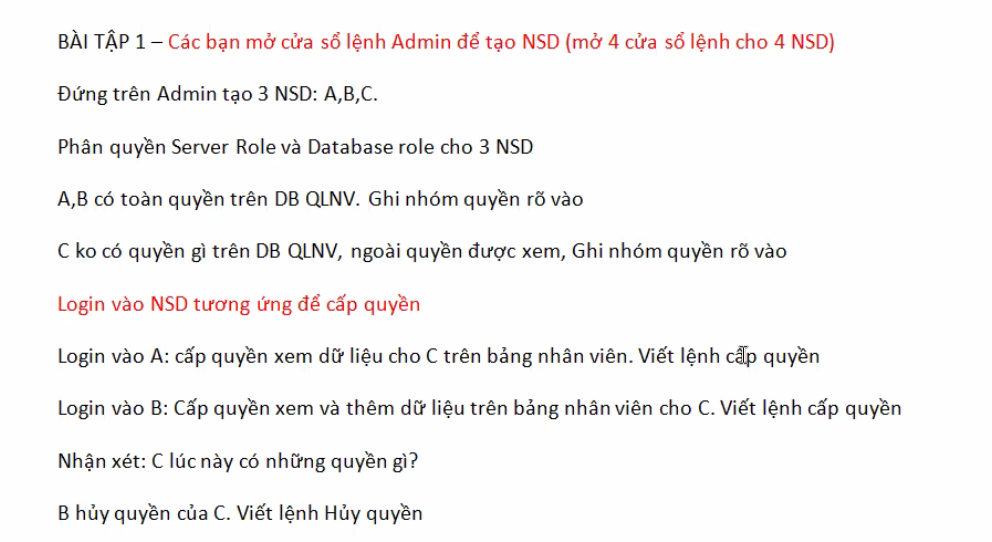 BÀI TẬP 1 – Các bạn mở cửa sổ lệnh Admin để tạo NSD (mở 4 cửa sổ lệnh cho 4 NSD)
Đứng trên Admin tạo 3 NSD: A,B,C.
Phân quyền Server Role và Database role cho 3 NSD
A,B có toàn quyền trên DB QLNV. Ghi nhóm quyền rõ vào
C ko có quyền gì trên DB QLNV, ngoài quyền được xem, Ghi nhóm quyền rõ vào
Login vào NSD tương ứng để cấp quyền
Login vào A: cấp quyền xem dữ liệu cho C trên bảng nhân viên. Viết lệnh cấp quyền
Login vào B: Cấp quyền xem và thêm dữ liệu trên bảng nhân viên cho C. Viết lệnh cấp quyền
Nhận xét: C lúc này có những quyền gì?
B hủy quyền của C. Viết lệnh Hủy quyền